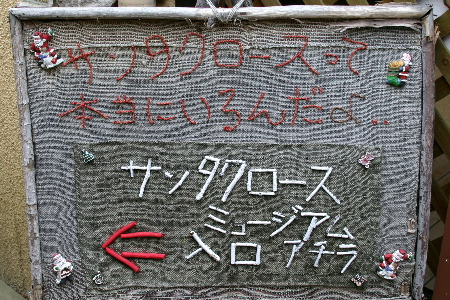 サンタクロースって
本当にいるんだよ..
サンタクロース
ミュージアム
入口 アチラ